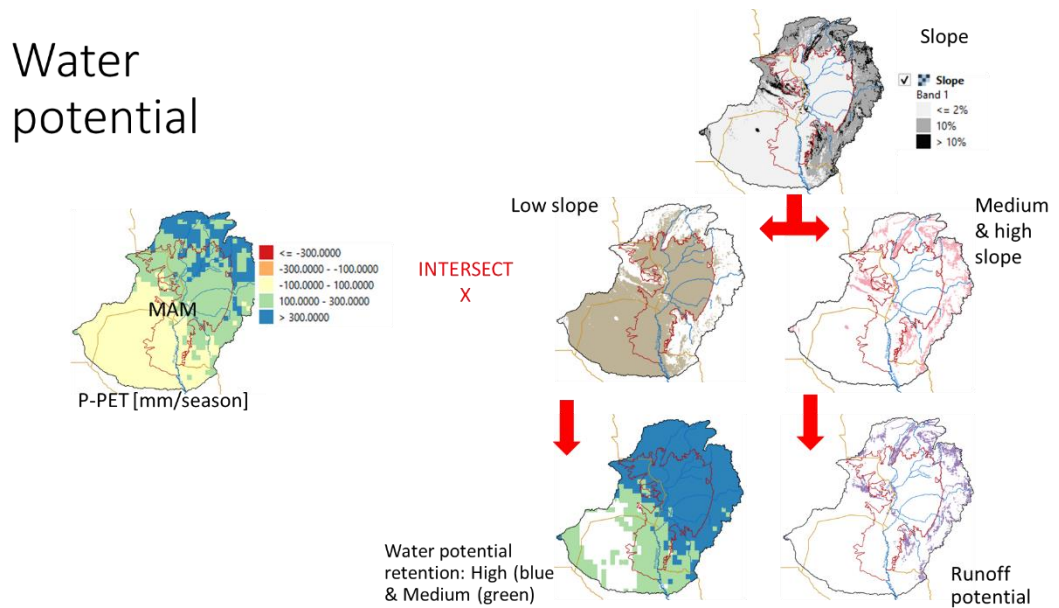 Water
potential
Slope
Slope
Band 1
<= 2%
10%
> 10%
Low slope
Medium
& high
slope
<= -300.0000
-300.0000 - -100.0000
-100.0000 - 100.0000
100.0000 - 300.0000
> 300.0000
MAM
P-PET [mm/season]
INTERSECT
X
Water potential
retention: High (blue
& Medium (green)
Runoff
potential